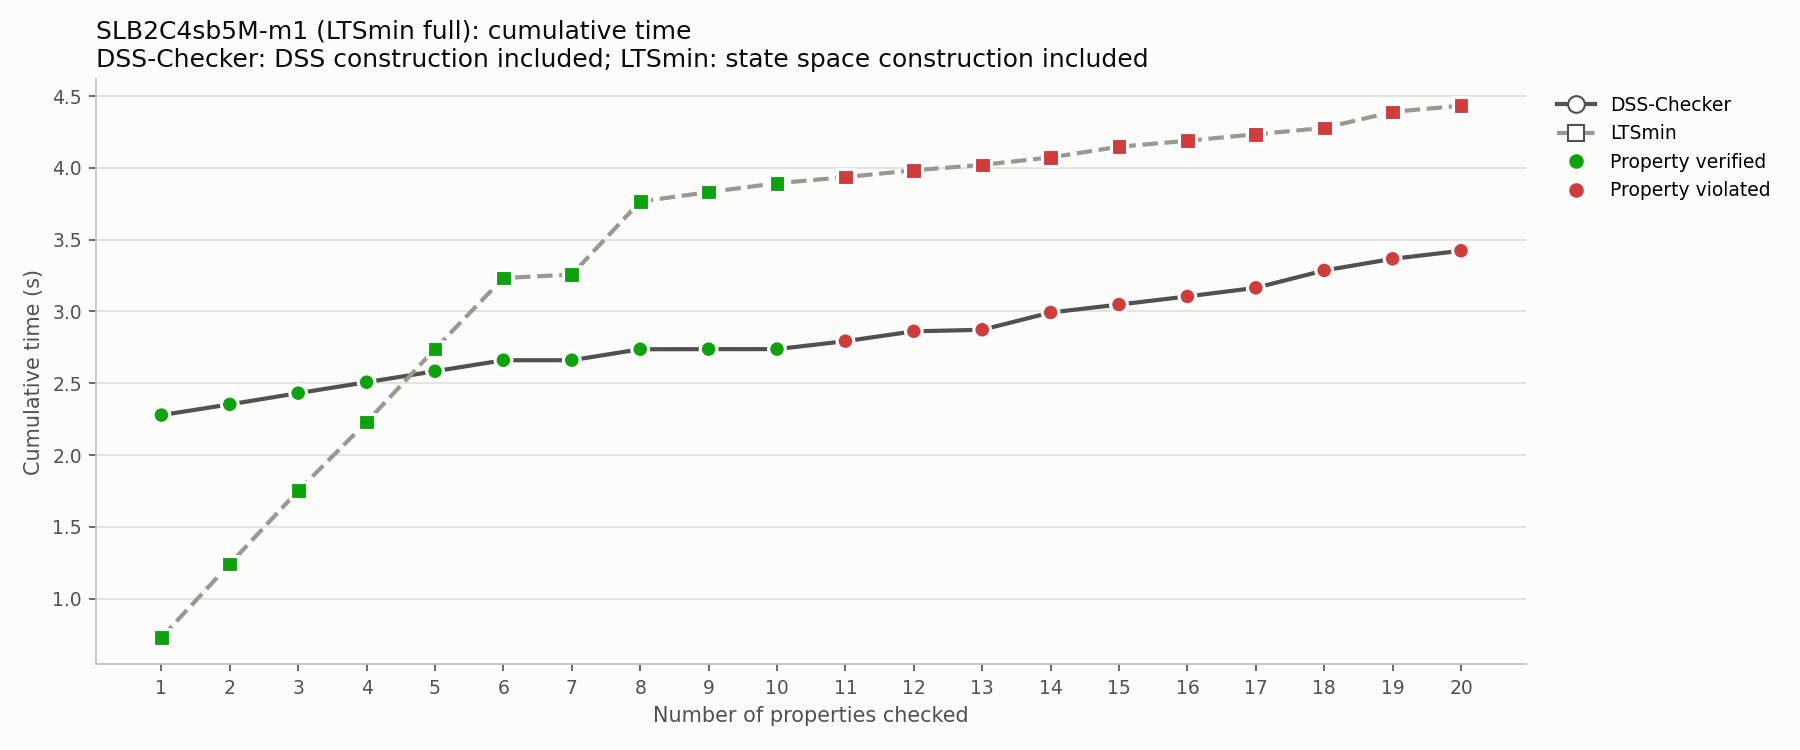 SLB2C4sb5M-m1 (LTSmin full): cumulative time
DSS-Checker: DSS construction included; LTSmin: state space construction included
Cumulative time (s)
4.5
4.0
3.5
3.0
2.5
2.0
1.5
1.0
1 2 3 4 5 6 7 8 9 10 11 12 13 14 15 16 17 18 19 20
Number of properties checked
DSS-Checker
LTSmin
Property verified
Property violated